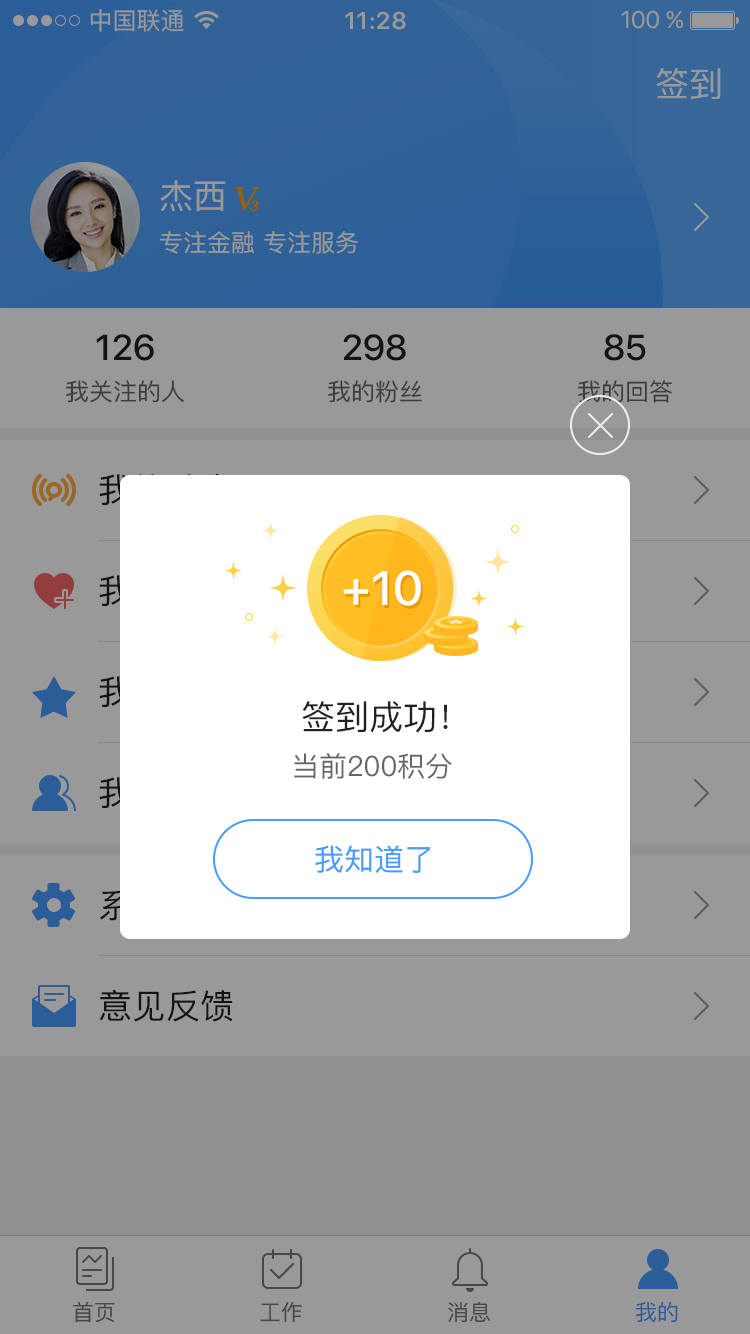 中国联通 11:28 100 %
签到
杰西 V3
专注金融 专注服务
126 298 85
我关注的人 我的粉丝 我的回答
我
我
+10
我
签到成功!
当前200积分
我
我知道了
系
意见反馈
首页 工作 消息 我的